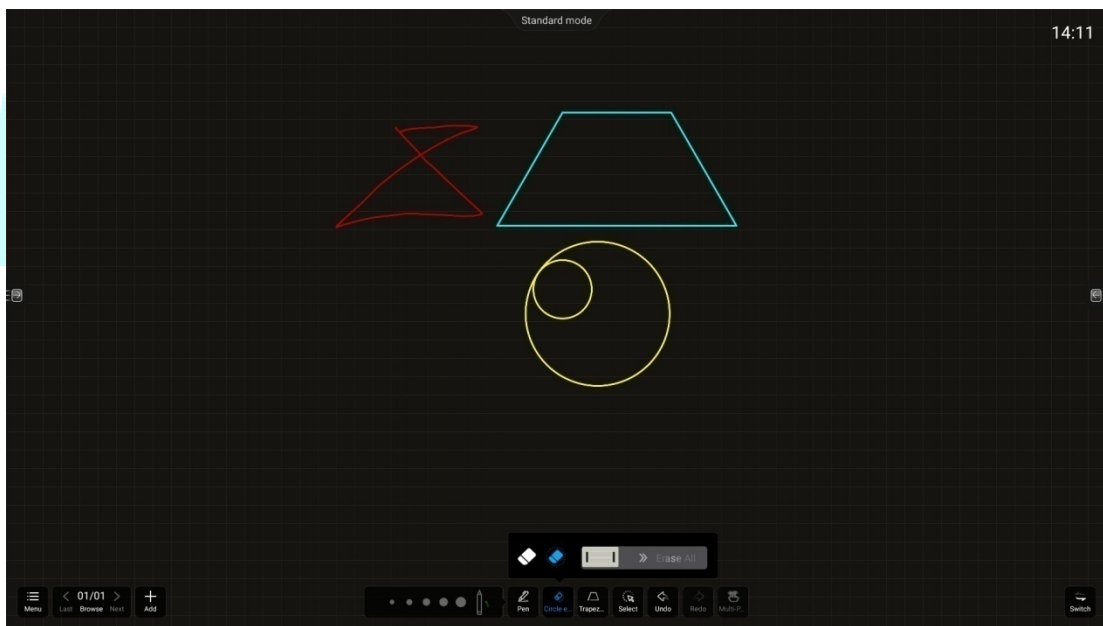 Standard mode
14:11
Erase All
Menu
Last
01/01
Browse
Next
Add
Pen
Circle e...
Trapez...
Select
Undo
Redo
Multi-P...
Switch